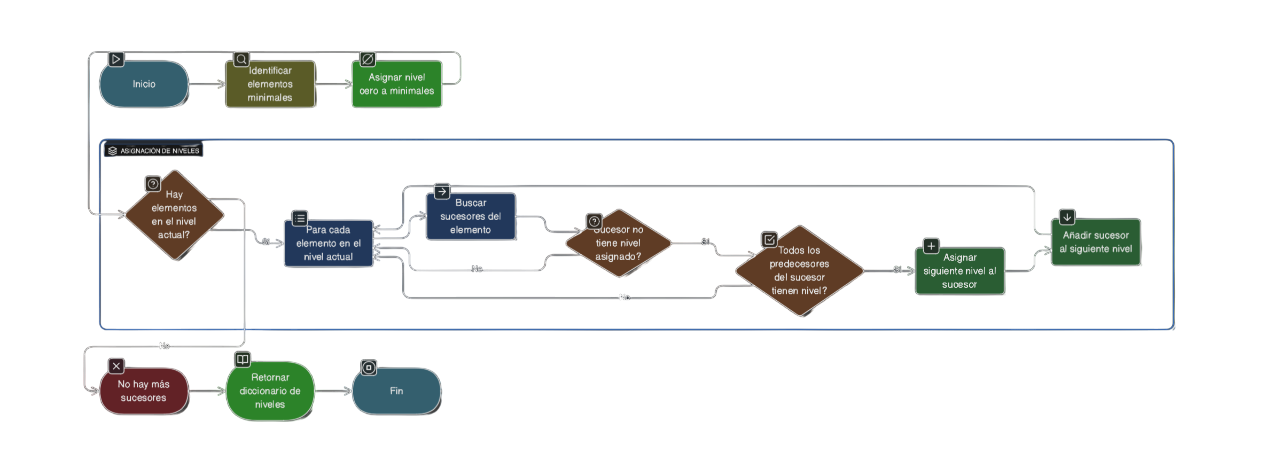 Inicio
Identificar
elementos
minimales
Asignar nivel
cero a minimales
ASIGNACIÓN DE NIVELES
Hay
elementos
en el nivel
actual?
Para cada
elemento en el
nivel actual
Buscar
sucesores del
elemento
Sucesor no
tiene nivel
asignado?
Todos los
predecesores
del sucesor
tienen nivel?
Asignar
siguiente nivel al
sucesor
Añadir sucesor
al siguiente nivel
No hay más
sucesores
Retornar
diccionario de
niveles
Fin